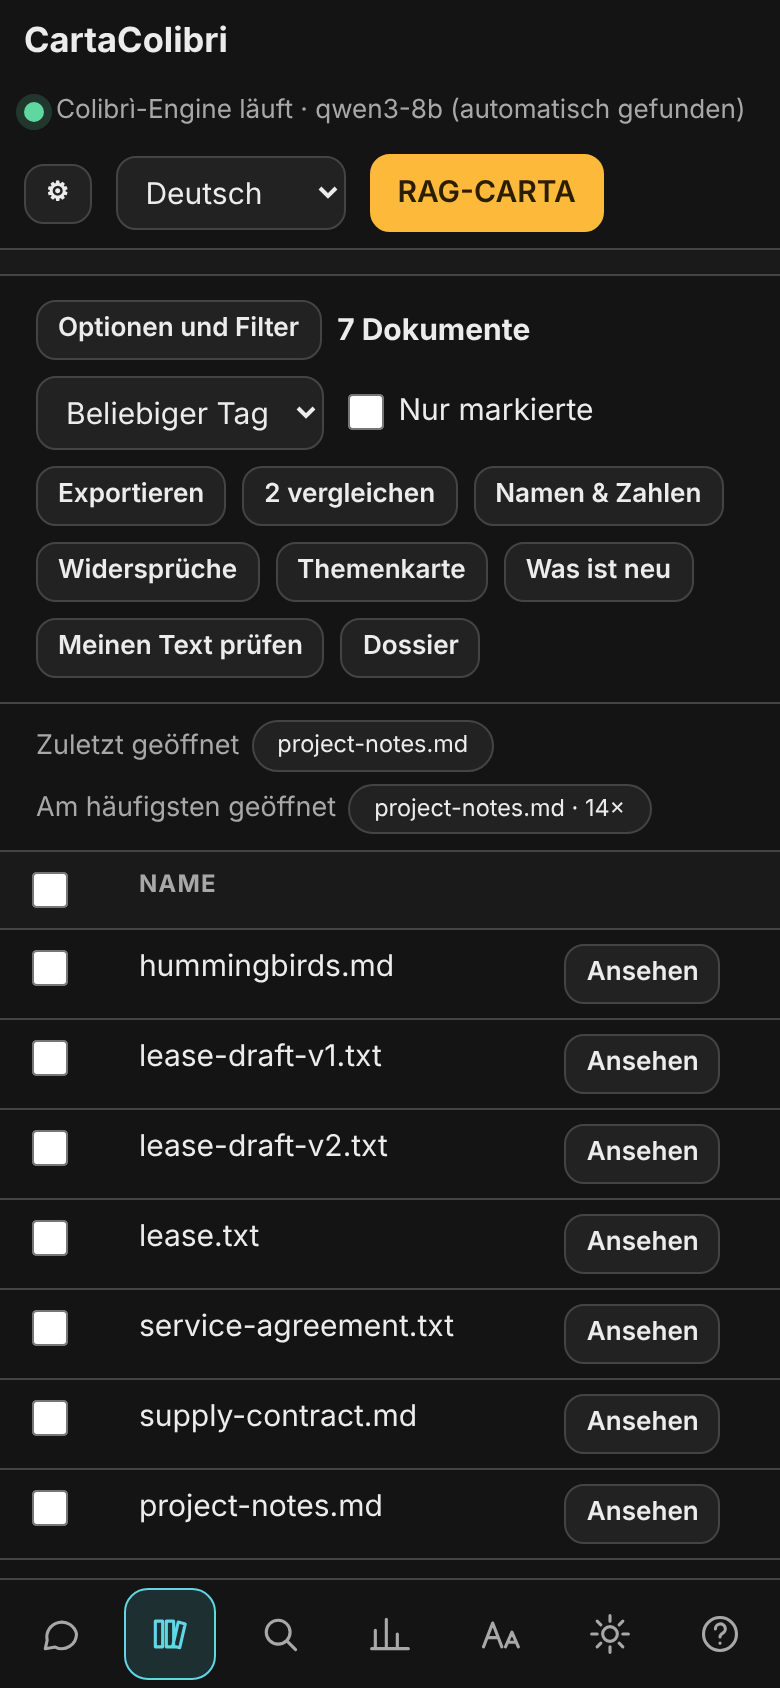 CartaColibri
Colibrì-Engine läuft · qwen3-8b (automatisch gefunden)
Deutsch
RAG-CARTA
Optionen und Filter
7 Dokumente
Beliebiger Tag
Nur markierte
Exportieren
2 vergleichen
Namen & Zahlen
Widersprüche
Themenkarte
Was ist neu
Meinen Text prüfen
Dossier
Zuletzt geöffnet
project-notes.md
Am häufigsten geöffnet
project-notes.md · 14×
NAME
hummingbirds.md
Ansehen
lease-draft-v1.txt
Ansehen
lease-draft-v2.txt
Ansehen
lease.txt
Ansehen
service-agreement.txt
Ansehen
supply-contract.md
Ansehen
project-notes.md
Ansehen
AA